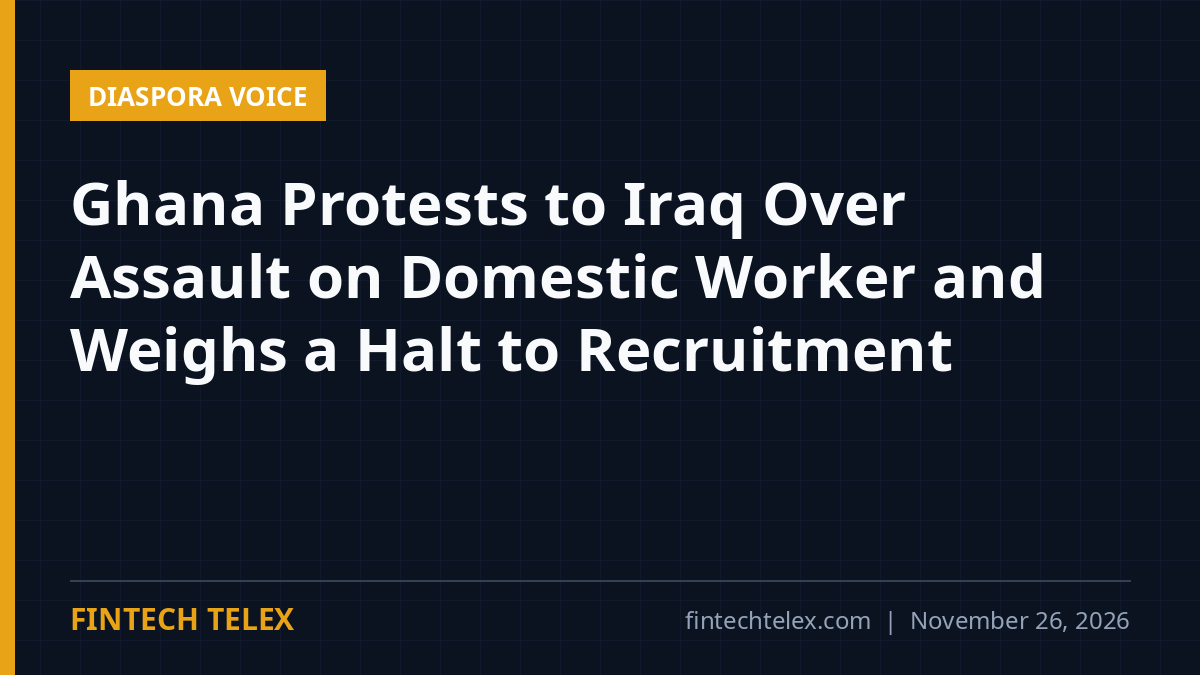 DIASPORA VOICE
Ghana Protests to Iraq Over
Assault on Domestic Worker and
Weighs a Halt to Recruitment
FINTECH TELEX
fintechtelex.com | November 26, 2026